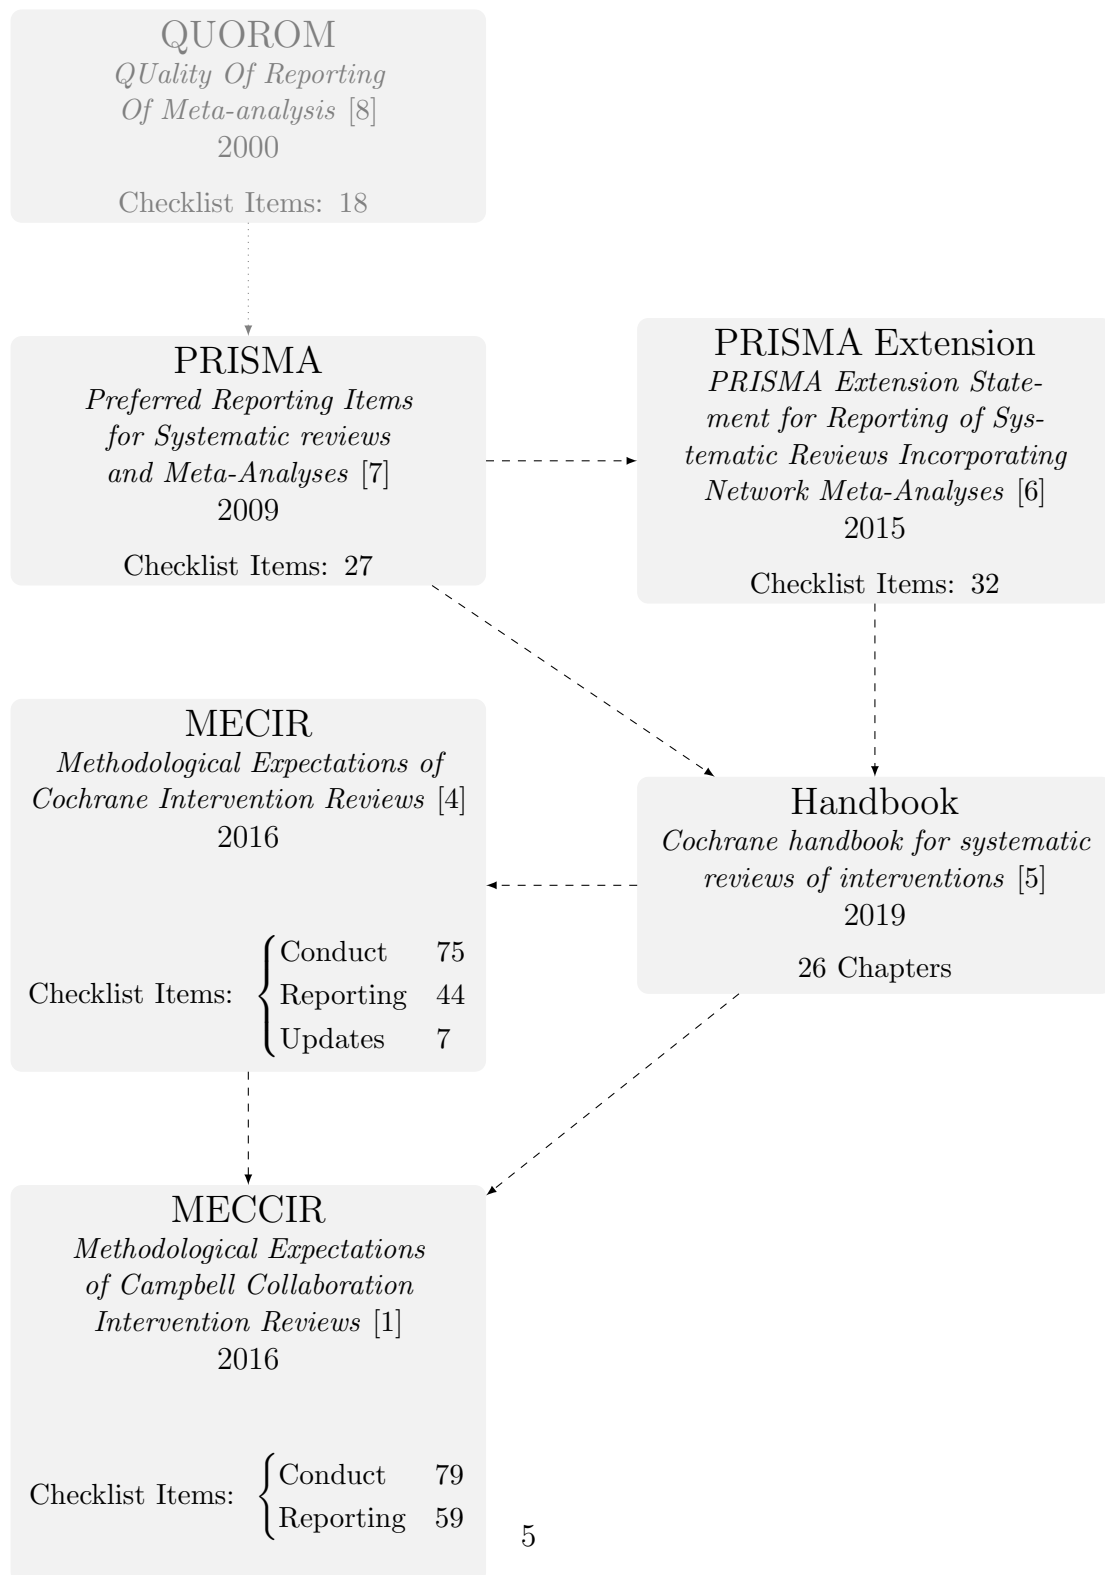 QUOROM
QUality Of Reporting
Of Meta-analysis [8]
2000
Checklist Items: 18
PRISMA
Preferred Reporting Items
for Systematic reviews
and Meta-Analyses [7]
2009
Checklist Items: 27
PRISMA Extension
PRISMA Extension State-
ment for Reporting of Sys-
tematic Reviews Incorporating
Network Meta-Analyses [6]
2015
Checklist Items: 32
MECIR
Methodological Expectations of
Cochrane Intervention Reviews [4]
2016
Checklist Items:
Conduct 75
Reporting 44
Updates 7
Handbook
Cochrane handbook for systematic
reviews of interventions [5]
2019
26 Chapters
MECCIR
Methodological Expectations
of Campbell Collaboration
Intervention Reviews [1]
2016
Checklist Items:
Conduct 79
Reporting 59
5